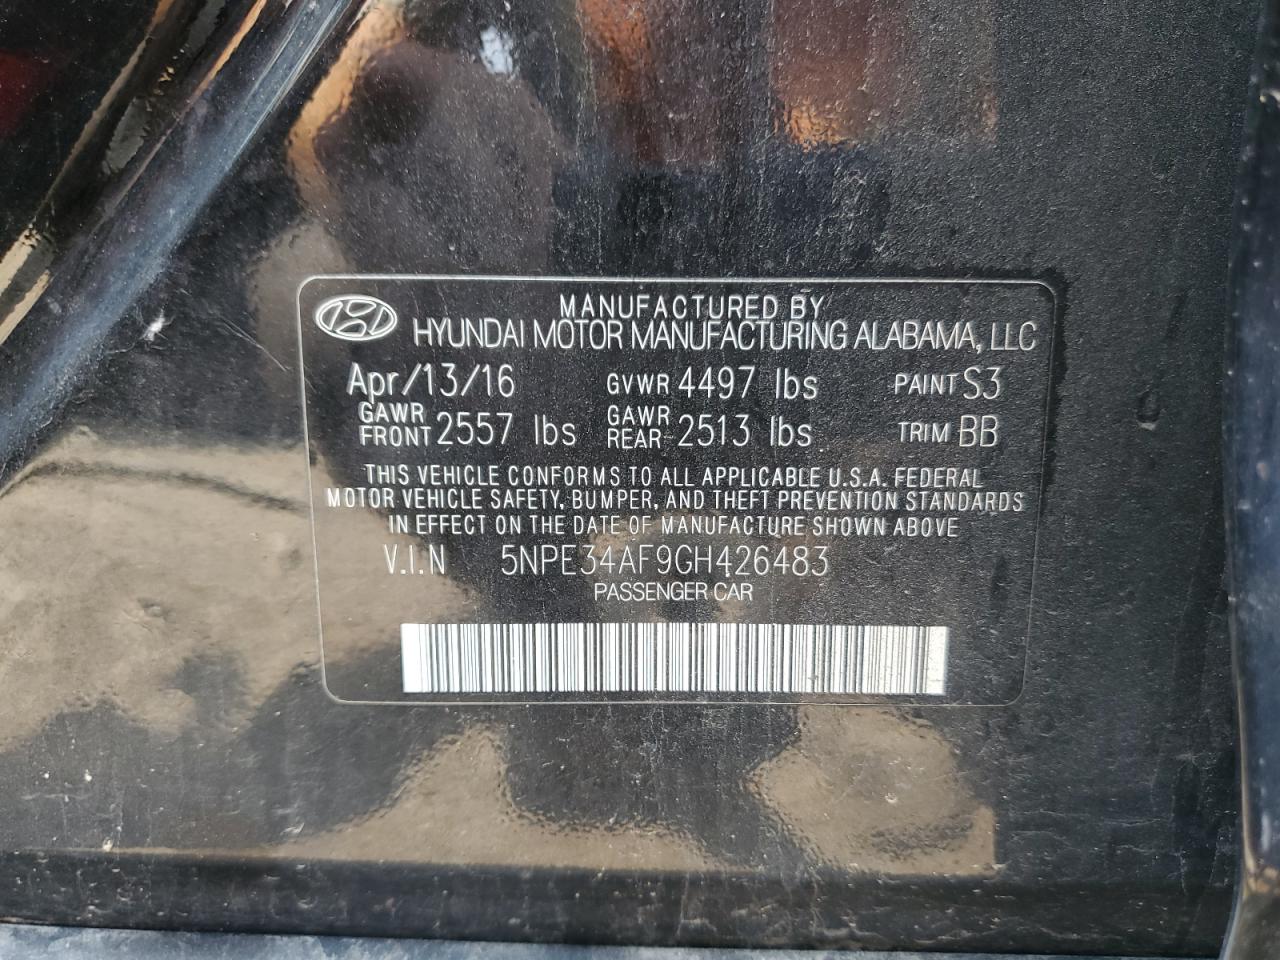 MANUFACTURED BY
HYUNDAI MOTOR MANUFACTURING ALABAMA, LLC
Apr/13/16 GVWR 4497 lbs PAINT S3
GAWR FRONT 2557 lbs GAWR REAR 2513 lbs TRIM BB
THIS VEHICLE CONFORMS TO ALL APPLICABLE U.S.A. FEDERAL
MOTOR VEHICLE SAFETY, BUMPER, AND THEFT PREVENTION STANDARDS
IN EFFECT ON THE DATE OF MANUFACTURE SHOWN ABOVE
V.I.N 5NPE34AF9GH426483
PASSENGER CAR